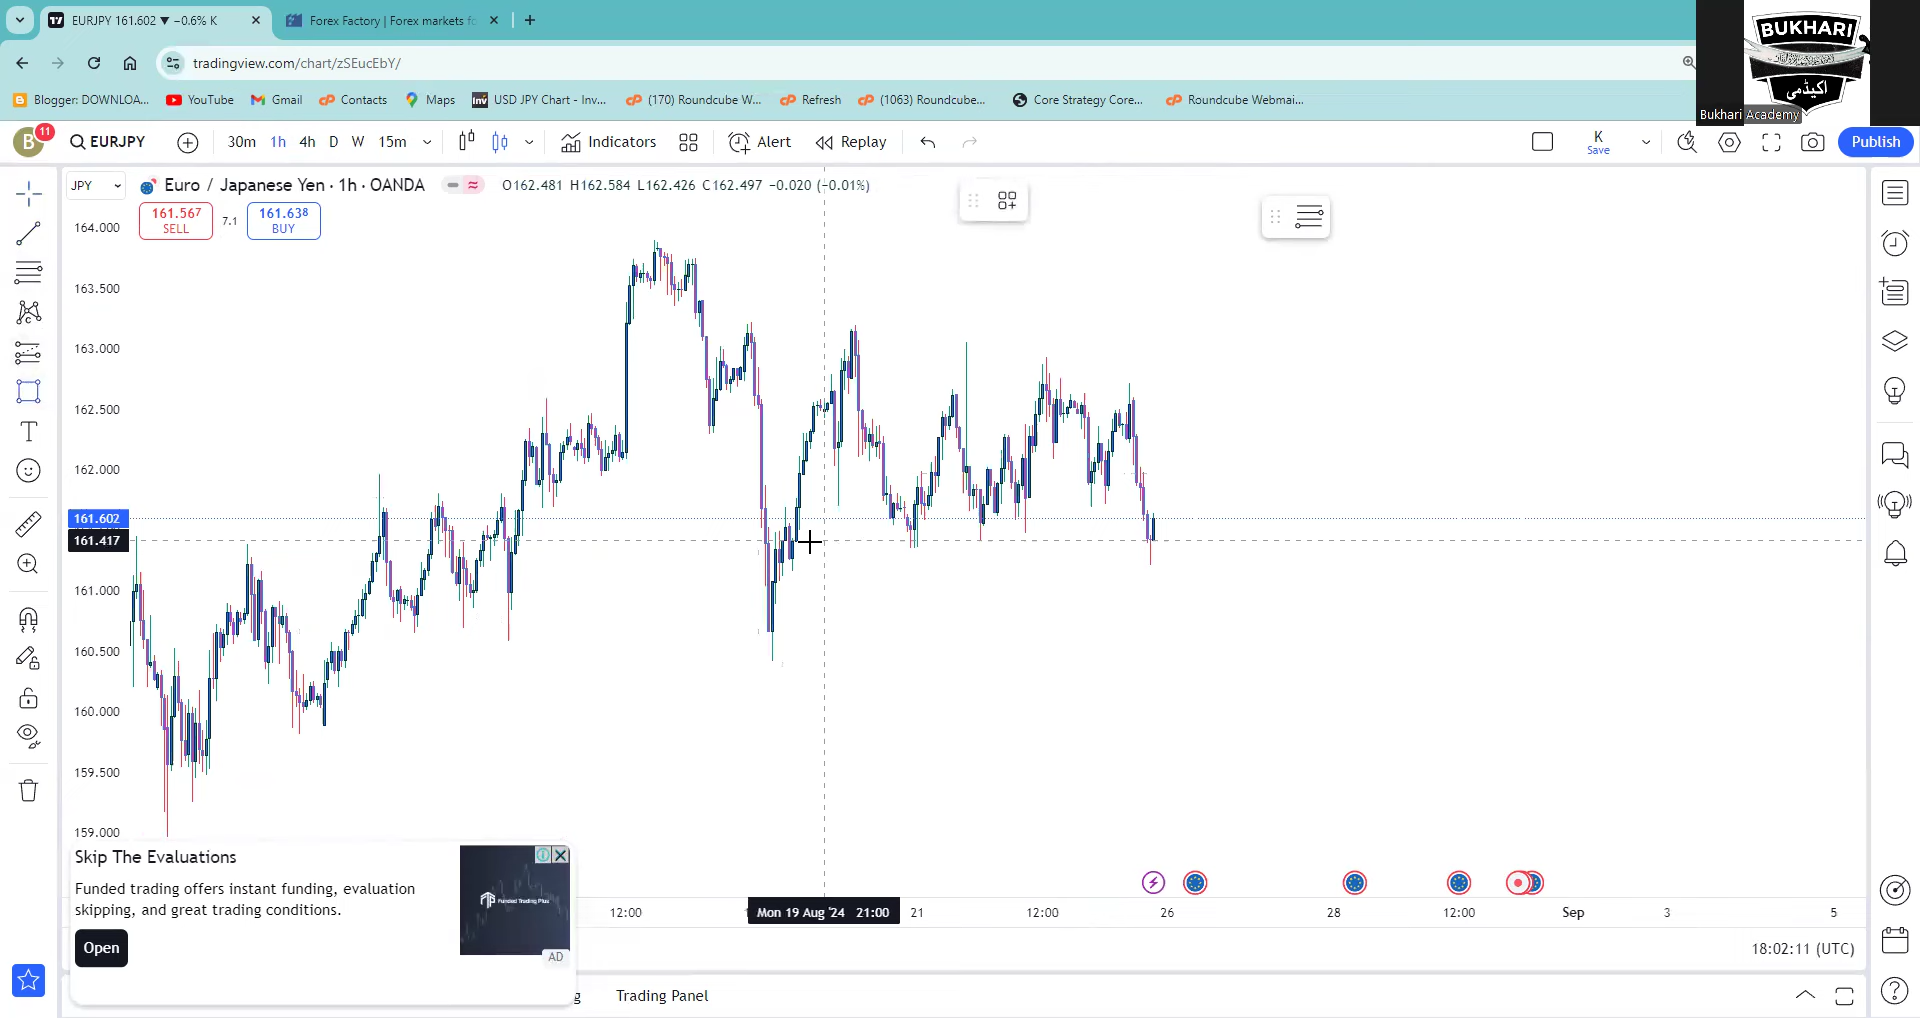 EURJPY 161.602 ▼ −0.6% K
Forex Factory | Forex markets fo
tradingview.com/chart/zSEucEbY/
Blogger: DOWNLOA...
YouTube
Gmail
Contacts
Maps
Inv
USD JPY Chart - Inv...
(170) Roundcube W...
Refresh
(1063) Roundcube...
Core Strategy Core...
Roundcube Webmai...
BUKHARI
اکیڈمی
Bukhari Academy
B
11
EURJPY
30m
1h
4h
D
W
15m
Indicators
Alert
Replay
K
Save
Publish
JPY
Euro / Japanese Yen · 1h · OANDA
O162.481 H162.584 L162.426 C162.497 −0.020 (−0.01%)
161.567
SELL
7.1
161.638
BUY
164.000
163.500
163.000
162.500
162.000
161.602
161.417
161.000
160.500
160.000
159.500
159.000
Skip The Evaluations
Funded trading offers instant funding, evaluation
skipping, and great trading conditions.
Open
Funded Trading Plus
AD
12:00
Mon 19 Aug '24 21:00
21
12:00
26
28
12:00
Sep
3
5
18:02:11 (UTC)
g
Trading Panel